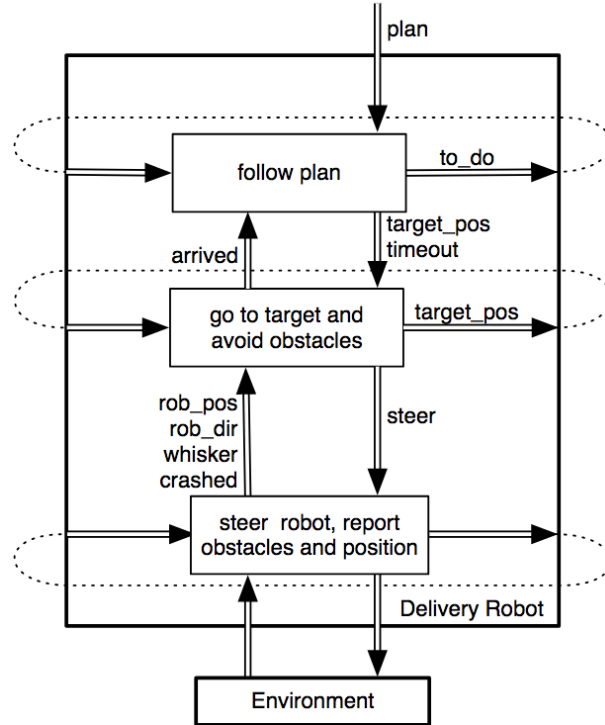 plan
follow plan
to_do
target_pos
timeout
arrived
go to target and
avoid obstacles
target_pos
rob_pos
rob_dir
whisker
crashed
steer
steer robot, report
obstacles and position
Delivery Robot
Environment